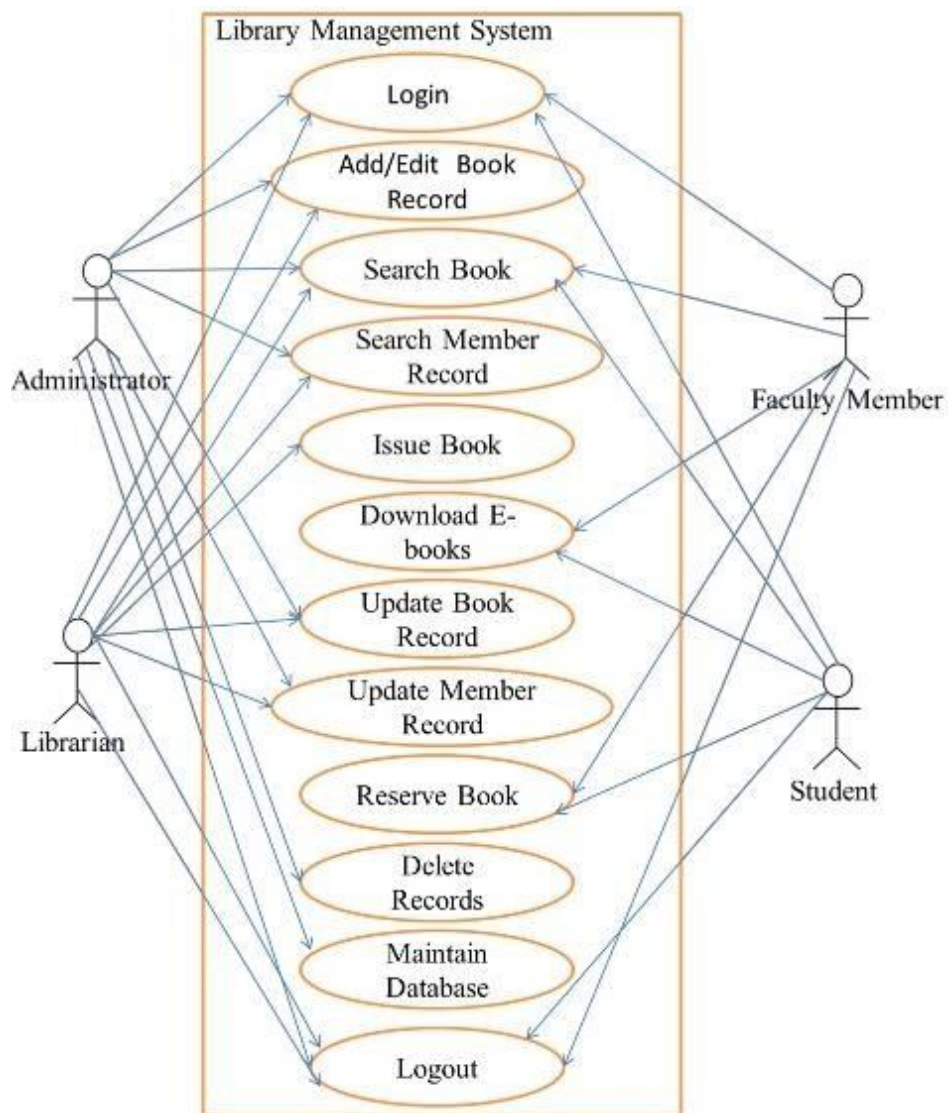 Library Management System
Login
Add/Edit Book
Record
Search Book
Search Member
Record
Administrator
Faculty Member
Issue Book
Download E-
books
Update Book
Record
Librarian
Update Member
Record
Student
Reserve Book
Delete
Records
Maintain
Database
Logout